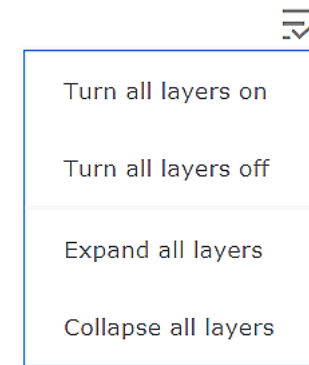 Turn all layers on
Turn all layers off
Expand all layers
Collapse all layers